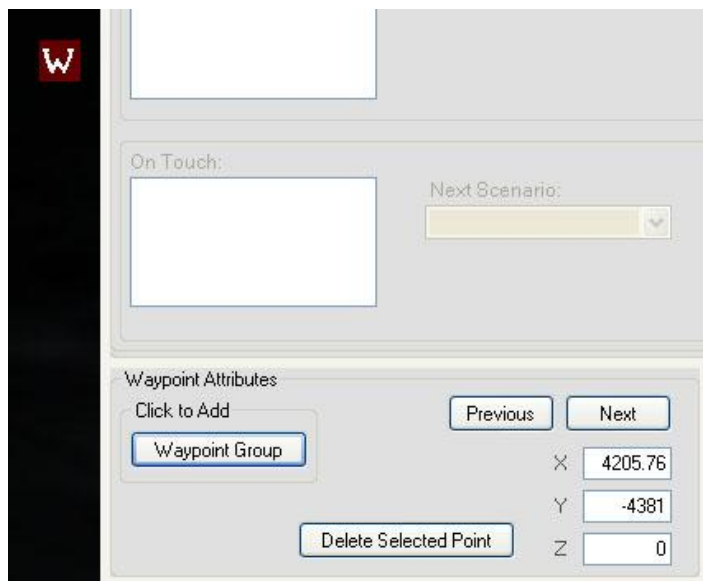 W
On Touch:
Next Scenario:
Waypoint Attributes
Click to Add
Previous
Next
Waypoint Group
X 4205.76
Y -4381
Delete Selected Point
Z 0